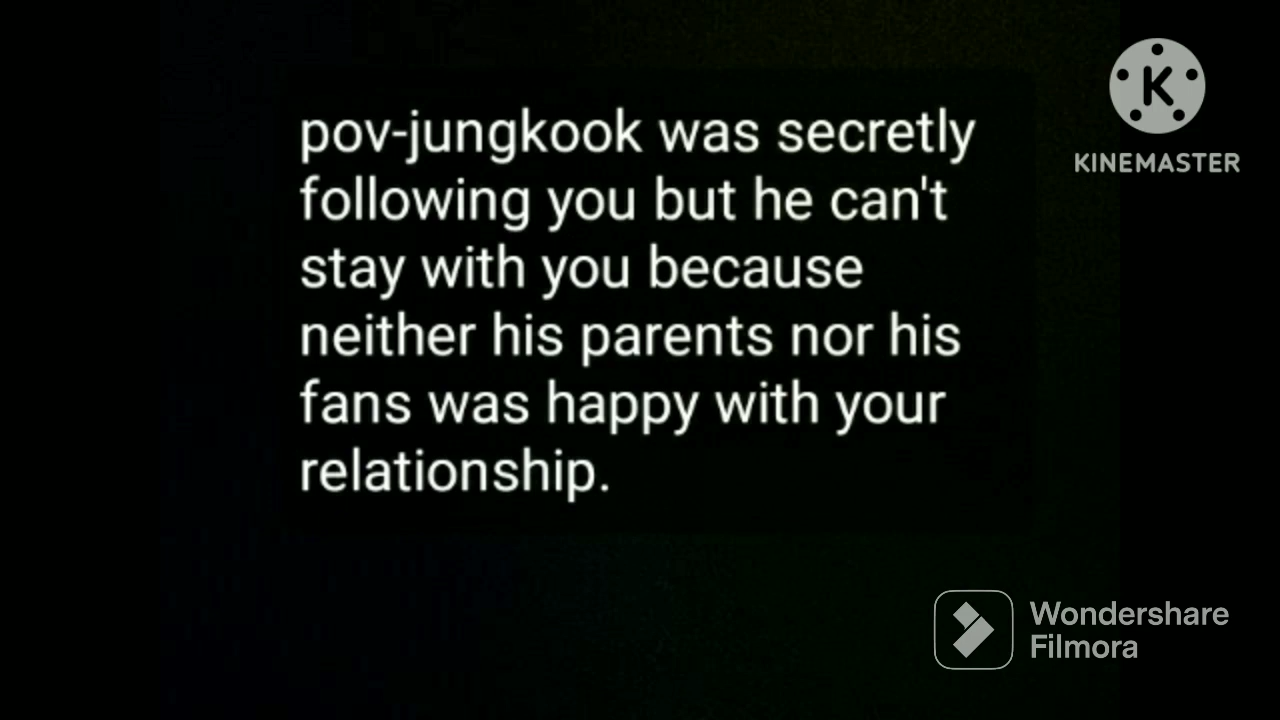 pov-jungkook was secretly
following you but he can't
stay with you because
neither his parents nor his
fans was happy with your
relationship.
K
KINEMASTER
Wondershare
Filmora